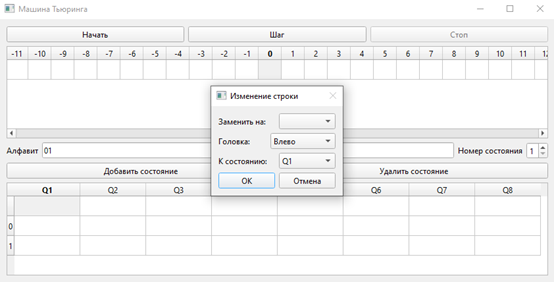 Машина Тьюринга
Начать Шаг Стоп
-11 -10 -9 -8 -7 -6 -5 -4 -3 -2 -1 0 1 2 3 4 5 6 7 8 9 10 11 12
Изменение строки
Заменить на:
Головка: Влево
К состоянию: Q1
OK Отмена
Алфавит 01 Номер состояния 1
Добавить состояние Удалить состояние
Q1 Q2 Q3 Q6 Q7 Q8
0
1